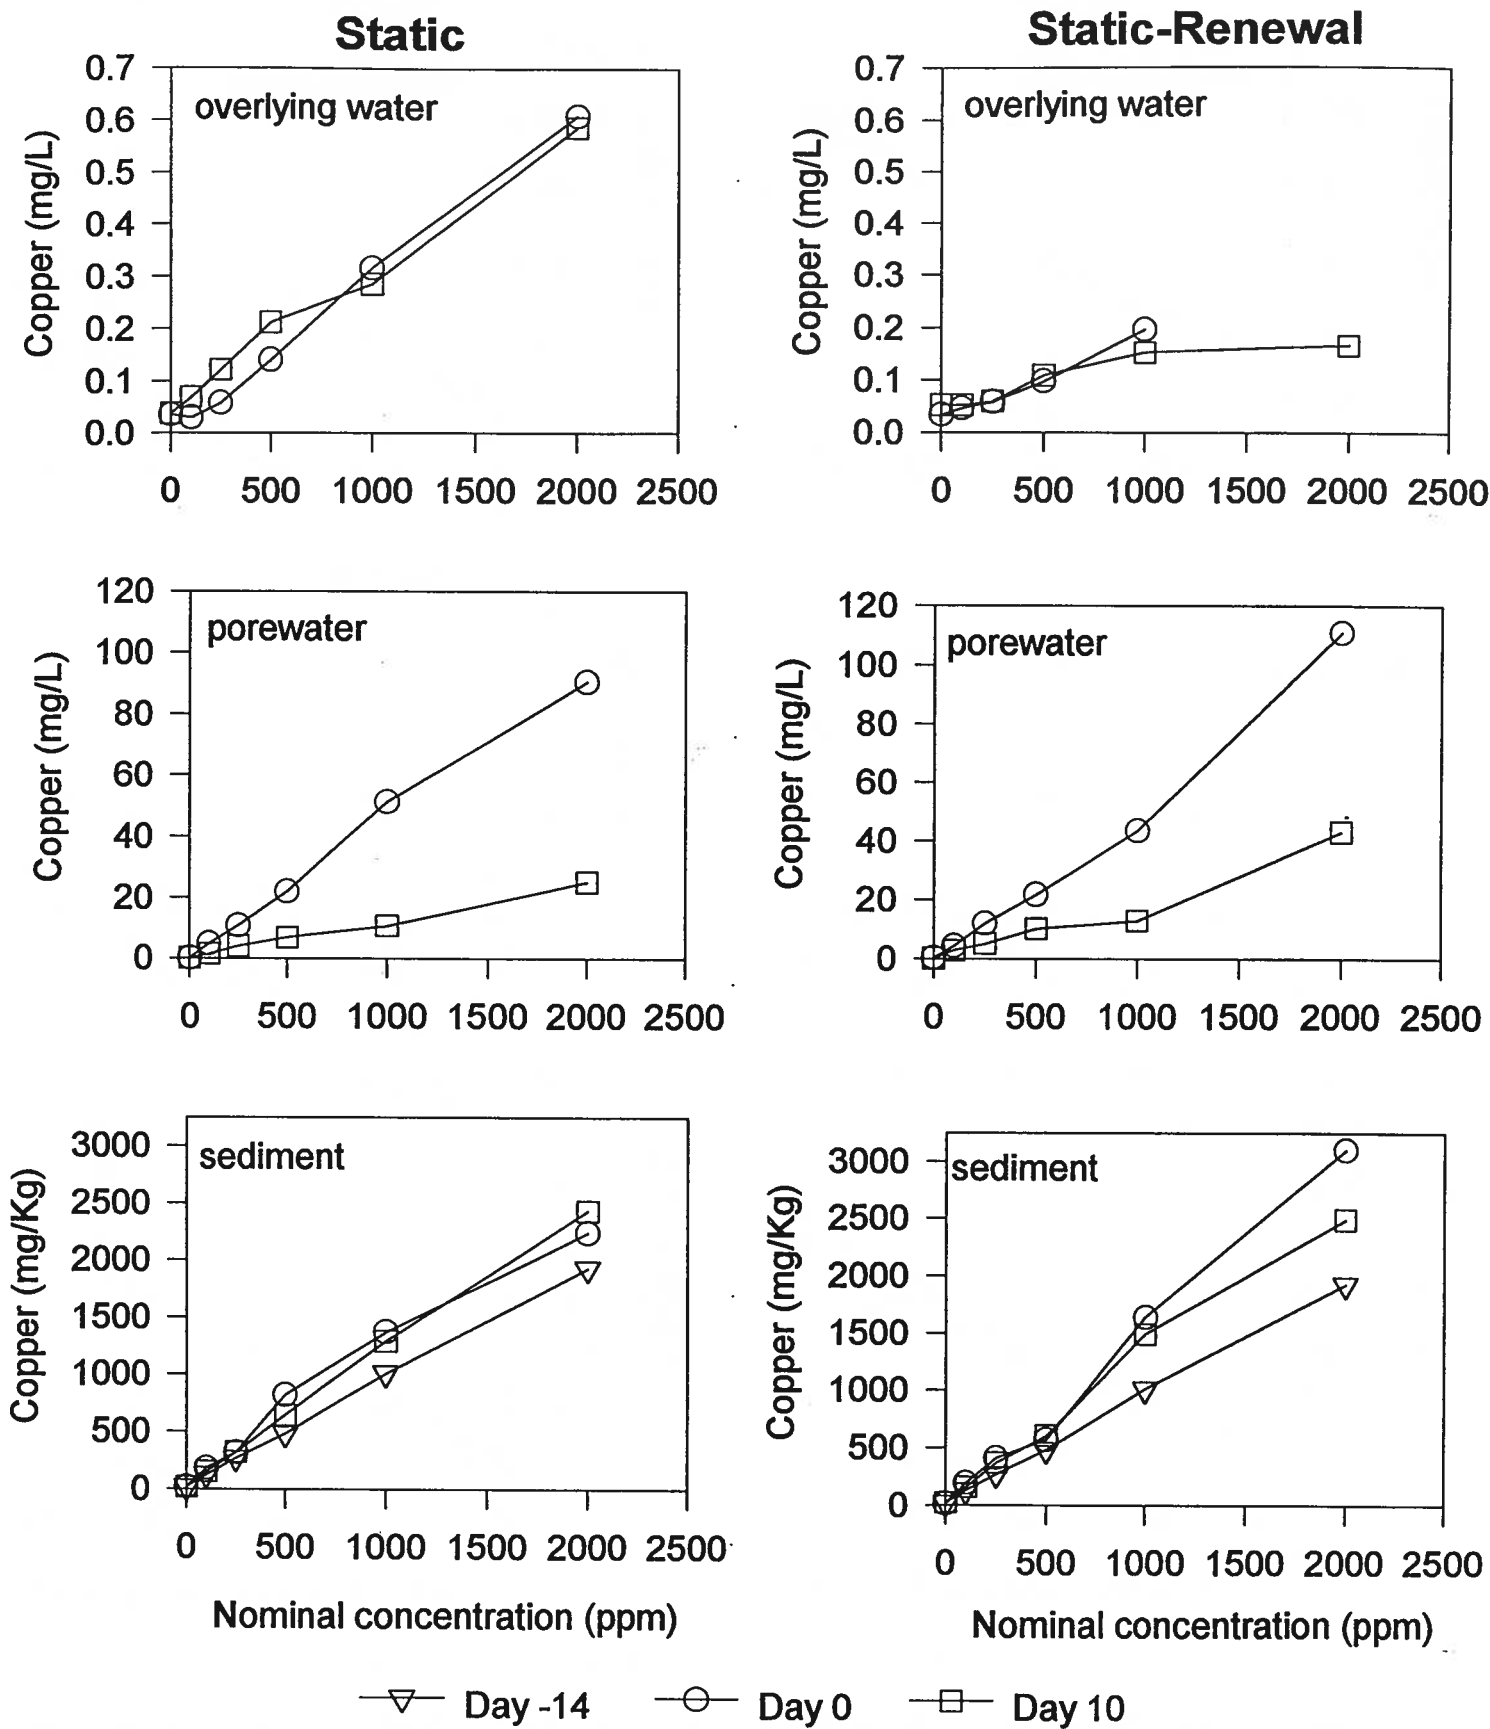 Static
Static-Renewal
0.7
0.6
0.5
0.4
0.3
0.2
0.1
0.0
Copper (mg/L)
overlying water
0 500 1000 1500 2000 2500
0.7
0.6
0.5
0.4
0.3
0.2
0.1
0.0
Copper (mg/L)
overlying water
0 500 1000 1500 2000 2500
120
100
80
60
40
20
0
Copper (mg/L)
porewater
0 500 1000 1500 2000 2500
120
100
80
60
40
20
0
Copper (mg/L)
porewater
0 500 1000 1500 2000 2500
3000
2500
2000
1500
1000
500
0
Copper (mg/Kg)
sediment
0 500 1000 1500 2000 2500
Nominal concentration (ppm)
3000
2500
2000
1500
1000
500
0
Copper (mg/Kg)
sediment
0 500 1000 1500 2000 2500
Nominal concentration (ppm)
Day -14 Day 0 Day 10